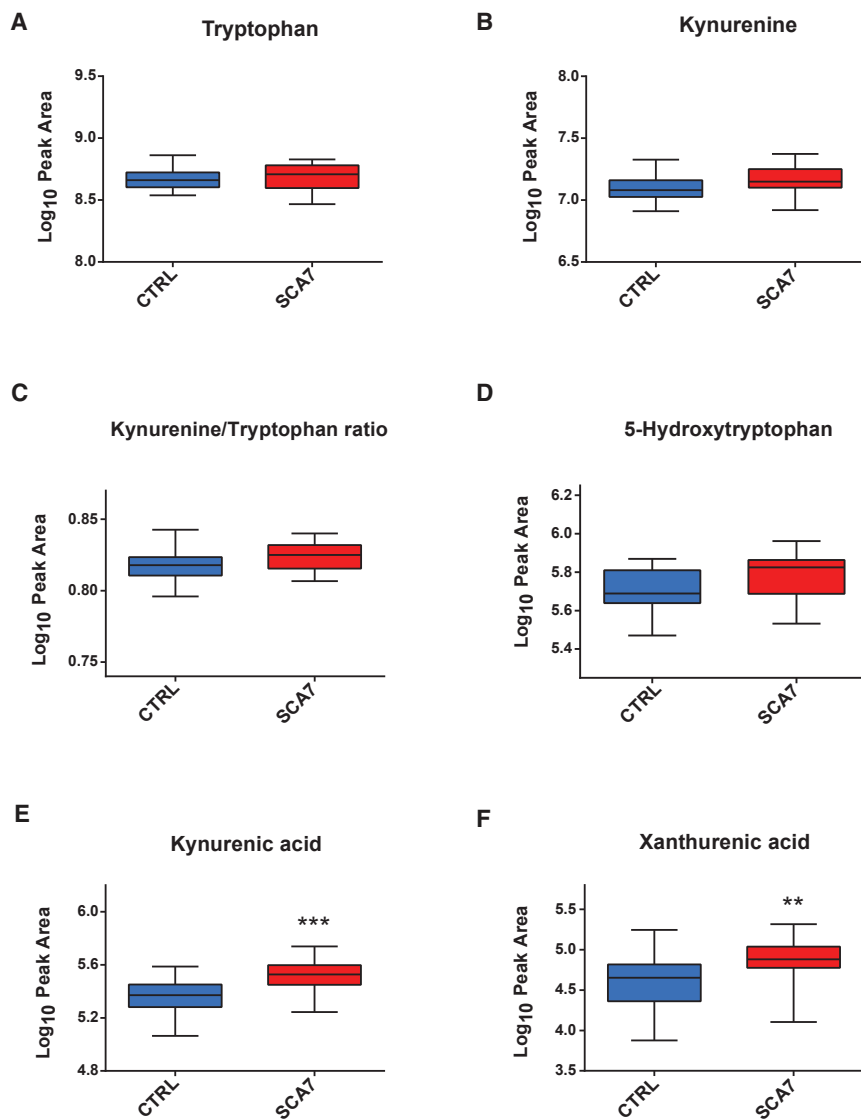 A
Tryptophan
Log10 Peak Area
9.5
9.0
8.5
8.0
CTRL
SCA7
B
Kynurenine
Log10 Peak Area
8.0
7.5
7.0
6.5
CTRL
SCA7
C
Kynurenine/Tryptophan ratio
Log10 Peak Area
0.85
0.80
0.75
CTRL
SCA7
D
5-Hydroxytryptophan
Log10 Peak Area
6.2
6.0
5.8
5.6
5.4
CTRL
SCA7
E
Kynurenic acid
Log10 Peak Area
6.0
5.6
5.2
4.8
***
CTRL
SCA7
F
Xanthurenic acid
Log10 Peak Area
5.5
5.0
4.5
4.0
3.5
**
CTRL
SCA7